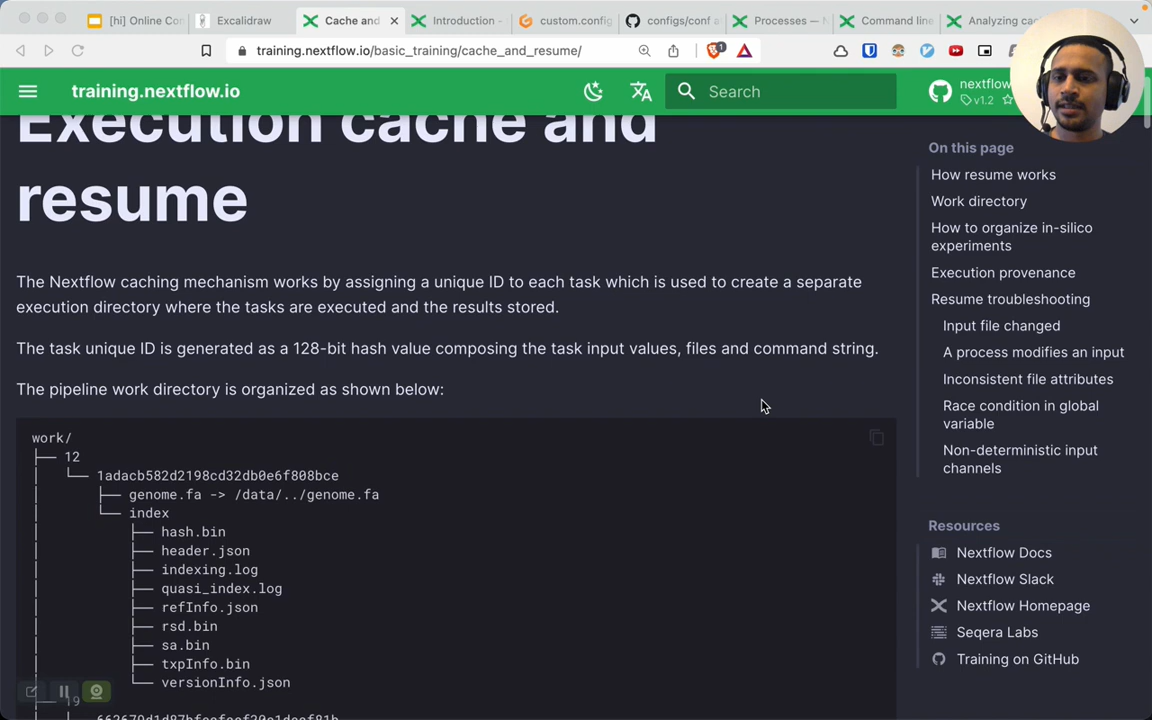 [hi] Online Con
Excalidraw
Cache and
Introduction -
custom.config
configs/conf a
Processes — N
Command line
Analyzing ca
training.nextflow.io/basic_training/cache_and_resume/
1
training.nextflow.io
Search
nextflow
v1.2
Execution cache and
resume
The Nextflow caching mechanism works by assigning a unique ID to each task which is used to create a separate
execution directory where the tasks are executed and the results stored.
The task unique ID is generated as a 128-bit hash value composing the task input values, files and command string.
The pipeline work directory is organized as shown below:
work/
├── 12
│   └── 1adacb582d2198cd32db0e6f808bce
│       ├── genome.fa -> /data/../genome.fa
│       └── index
│           ├── hash.bin
│           ├── header.json
│           ├── indexing.log
│           ├── quasi_index.log
│           ├── refInfo.json
│           ├── rsd.bin
│           ├── sa.bin
│           ├── txpInfo.bin
│           └── versionInfo.json
├── 19
On this page
How resume works
Work directory
How to organize in-silico
experiments
Execution provenance
Resume troubleshooting
Input file changed
A process modifies an input
Inconsistent file attributes
Race condition in global
variable
Non-deterministic input
channels
Resources
Nextflow Docs
Nextflow Slack
Nextflow Homepage
Seqera Labs
Training on GitHub